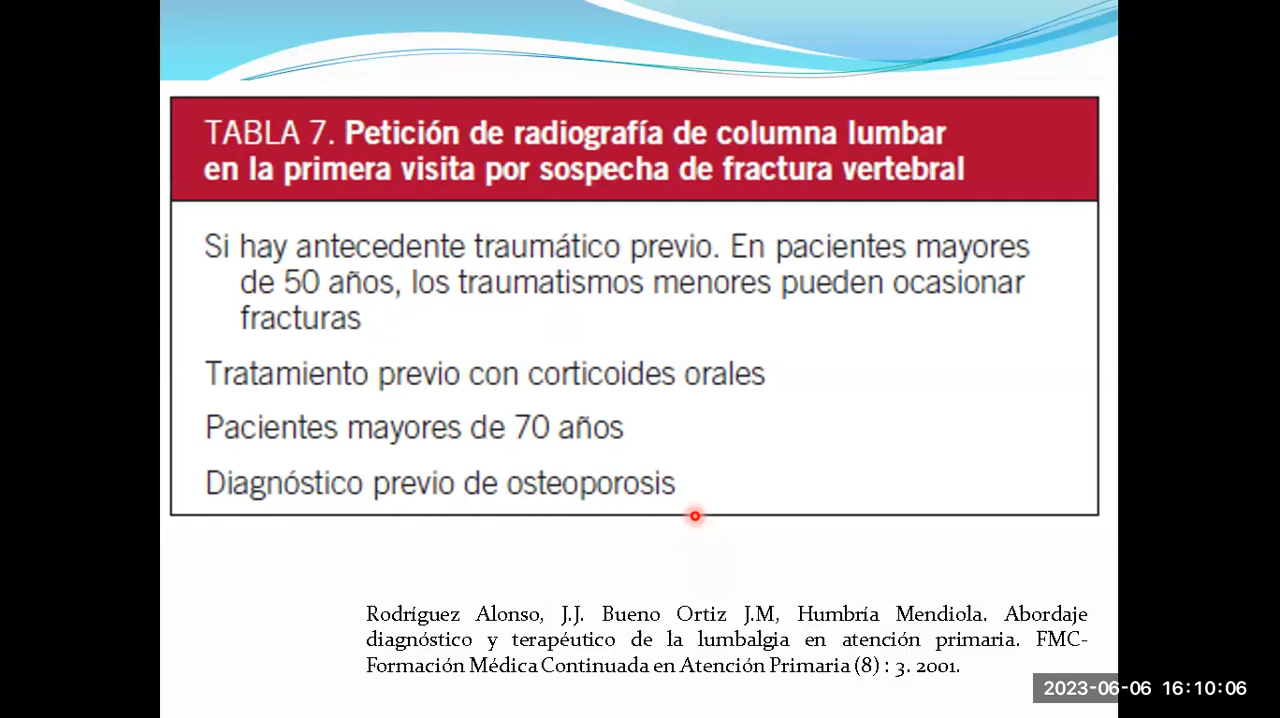 TABLA 7. Petición de radiografía de columna lumbar
en la primera visita por sospecha de fractura vertebral
Si hay antecedente traumático previo. En pacientes mayores
de 50 años, los traumatismos menores pueden ocasionar
fracturas
Tratamiento previo con corticoides orales
Pacientes mayores de 70 años
Diagnóstico previo de osteoporosis
Rodríguez Alonso, J.J. Bueno Ortiz J.M, Humbría Mendiola. Abordaje
diagnóstico y terapéutico de la lumbalgia en atención primaria. FMC-
Formación Médica Continuada en Atención Primaria (8) : 3. 2001.
2023-06-06 16:10:06